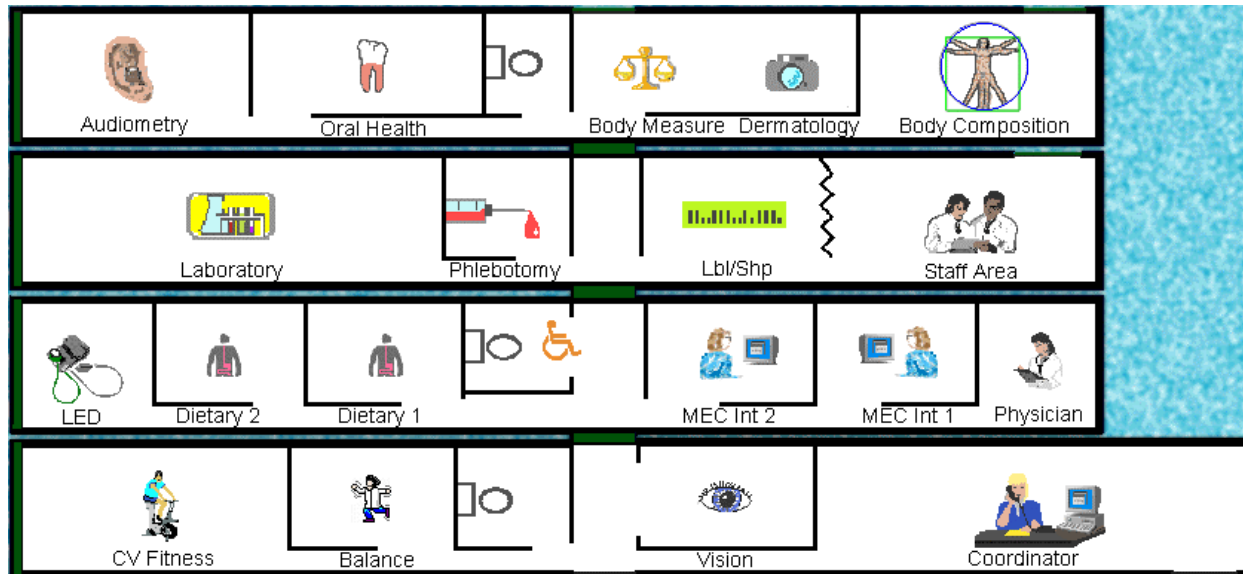 Audiometry
Oral Health
Body Measure
Dermatology
Body Composition
Laboratory
Phlebotomy
Lbl/Shp
Staff Area
LED
Dietary 2
Dietary 1
MEC Int 2
MEC Int 1
Physician
CV Fitness
Balance
Vision
Coordinator